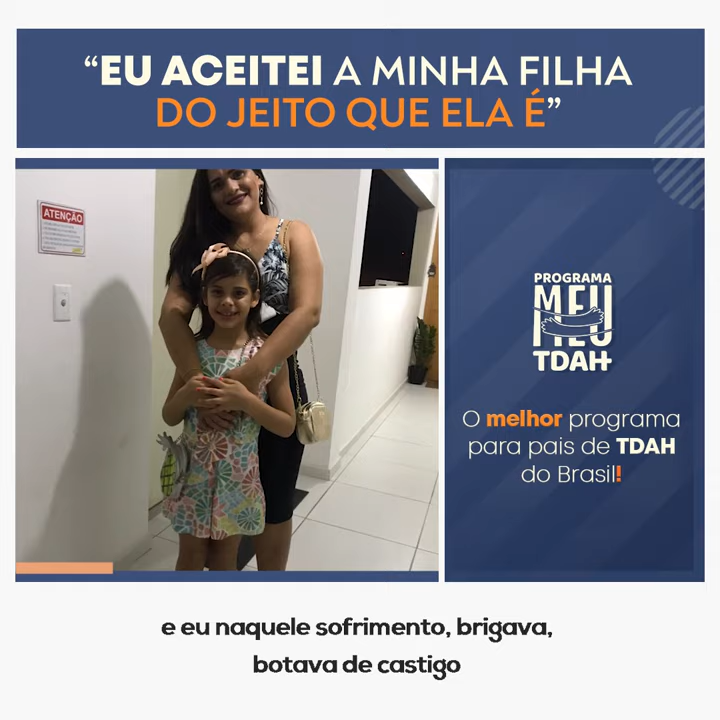 “EU ACEITEI A MINHA FILHA
DO JEITO QUE ELA É”
ATENÇÃO
PROGRAMA
MEU
TDAH
O melhor programa
para pais de TDAH
do Brasil!
e eu naquele sofrimento, brigava,
botava de castigo